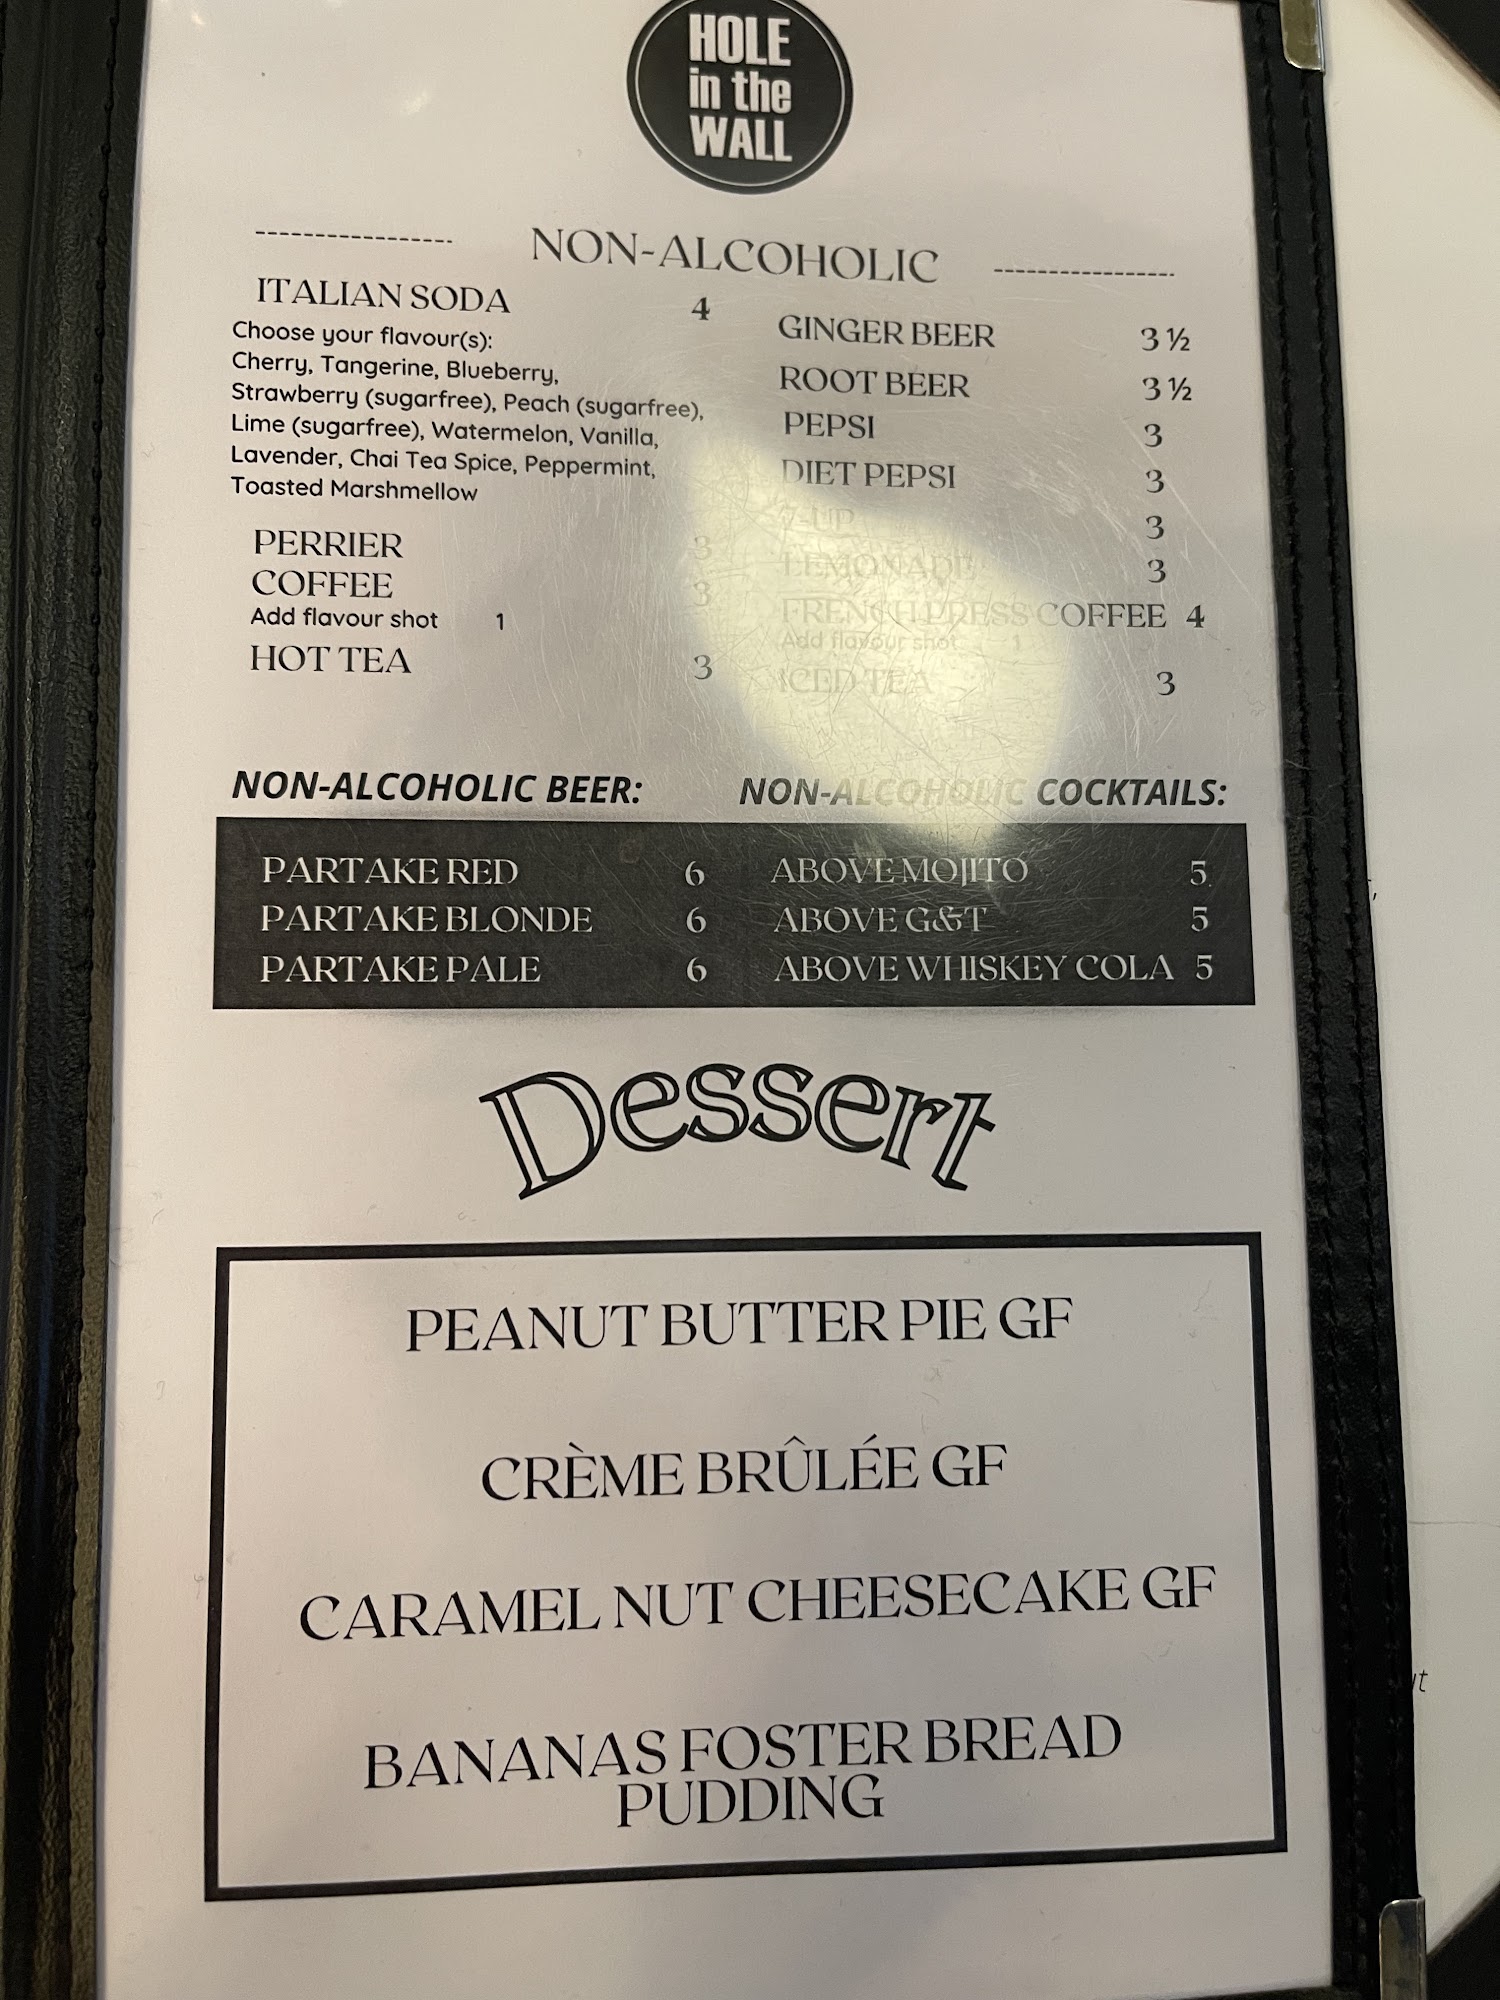 HOLE
in the
WALL
NON-ALCOHOLIC
ITALIAN SODA 4
Choose your flavour(s):
Cherry, Tangerine, Blueberry,
Strawberry (sugarfree), Peach (sugarfree),
Lime (sugarfree), Watermelon, Vanilla,
Lavender, Chai Tea Spice, Peppermint,
Toasted Marshmellow
PERRIER 3
COFFEE 3
Add flavour shot 1
HOT TEA 3
GINGER BEER 3 ½
ROOT BEER 3 ½
PEPSI 3
DIET PEPSI 3
7-UP 3
LEMONADE 3
FRENCH PRESS COFFEE 4
Add flavour shot 1
ICED TEA 3
NON-ALCOHOLIC BEER:
PARTAKE RED 6
PARTAKE BLONDE 6
PARTAKE PALE 6
NON-ALCOHOLIC COCKTAILS:
ABOVE MOJITO 5
ABOVE G&T 5
ABOVE WHISKEY COLA 5
Dessert
PEANUT BUTTER PIE GF
CRÈME BRÛLÉE GF
CARAMEL NUT CHEESECAKE GF
BANANAS FOSTER BREAD
PUDDING